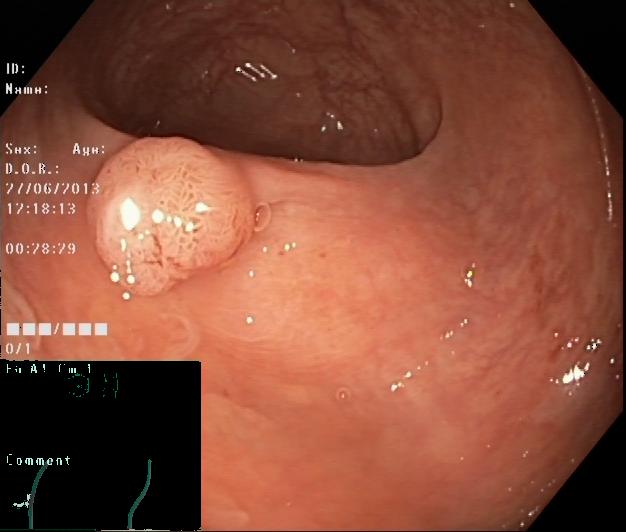 ID:
Name:
Sex: Age:
D.O.B.:
27/06/2013
12:18:13
00:28:29
■■■/■■■
0/1
Comment